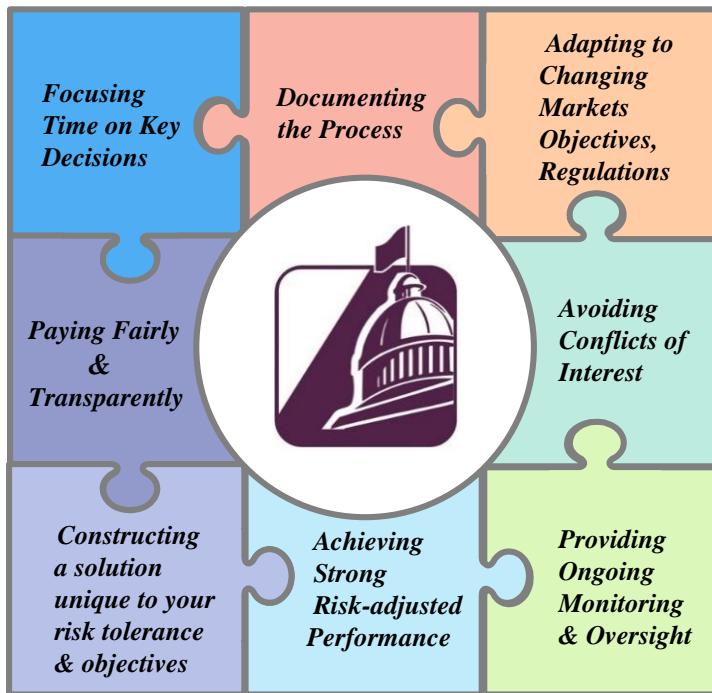 Focusing
Time on Key
Decisions
Documenting
the Process
Adapting to
Changing
Markets
Objectives,
Regulations
Paying Fairly
&
Transparently
Avoiding
Conflicts of
Interest
Constructing
a solution
unique to your
risk tolerance
& objectives
Achieving
Strong
Risk-adjusted
Performance
Providing
Ongoing
Monitoring
& Oversight